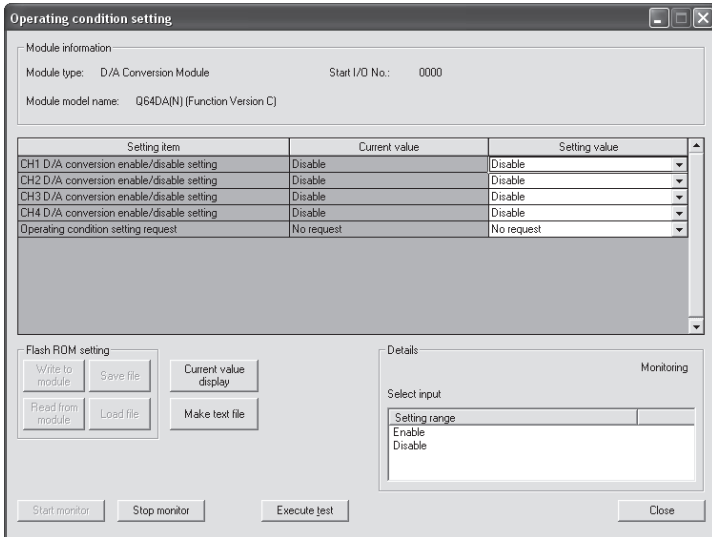 Operating condition setting
Module information
Module type: D/A Conversion Module Start I/O No.: 0000
Module model name: Q64DA(N) (Function Version C)
Setting item Current value Setting value
CH1 D/A conversion enable/disable setting Disable Disable
CH2 D/A conversion enable/disable setting Disable Disable
CH3 D/A conversion enable/disable setting Disable Disable
CH4 D/A conversion enable/disable setting Disable Disable
Operating condition setting request No request No request
Flash ROM setting
Write to
module
Save file
Current value
display
Read from
module
Load file
Make text file
Details
Monitoring
Select input
Setting range
Enable
Disable
Start monitor Stop monitor Execute test Close